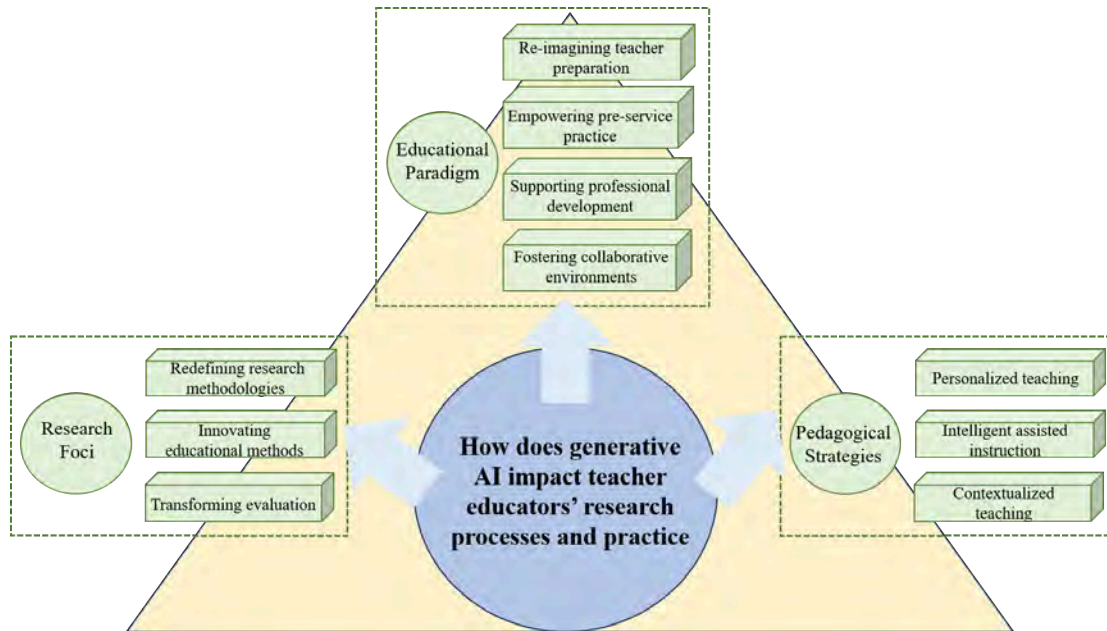 Re-imagining teacher
preparation
Empowering pre-service
practice
Educational
Paradigm
Supporting professional
development
Fostering collaborative
environments
Redefining research
methodologies
Research
Foci
Innovating
educational methods
Transforming evaluation
How does generative
AI impact teacher
educators’ research
processes and practice
Pedagogical
Strategies
Personalized teaching
Intelligent assisted
instruction
Contextualized
teaching